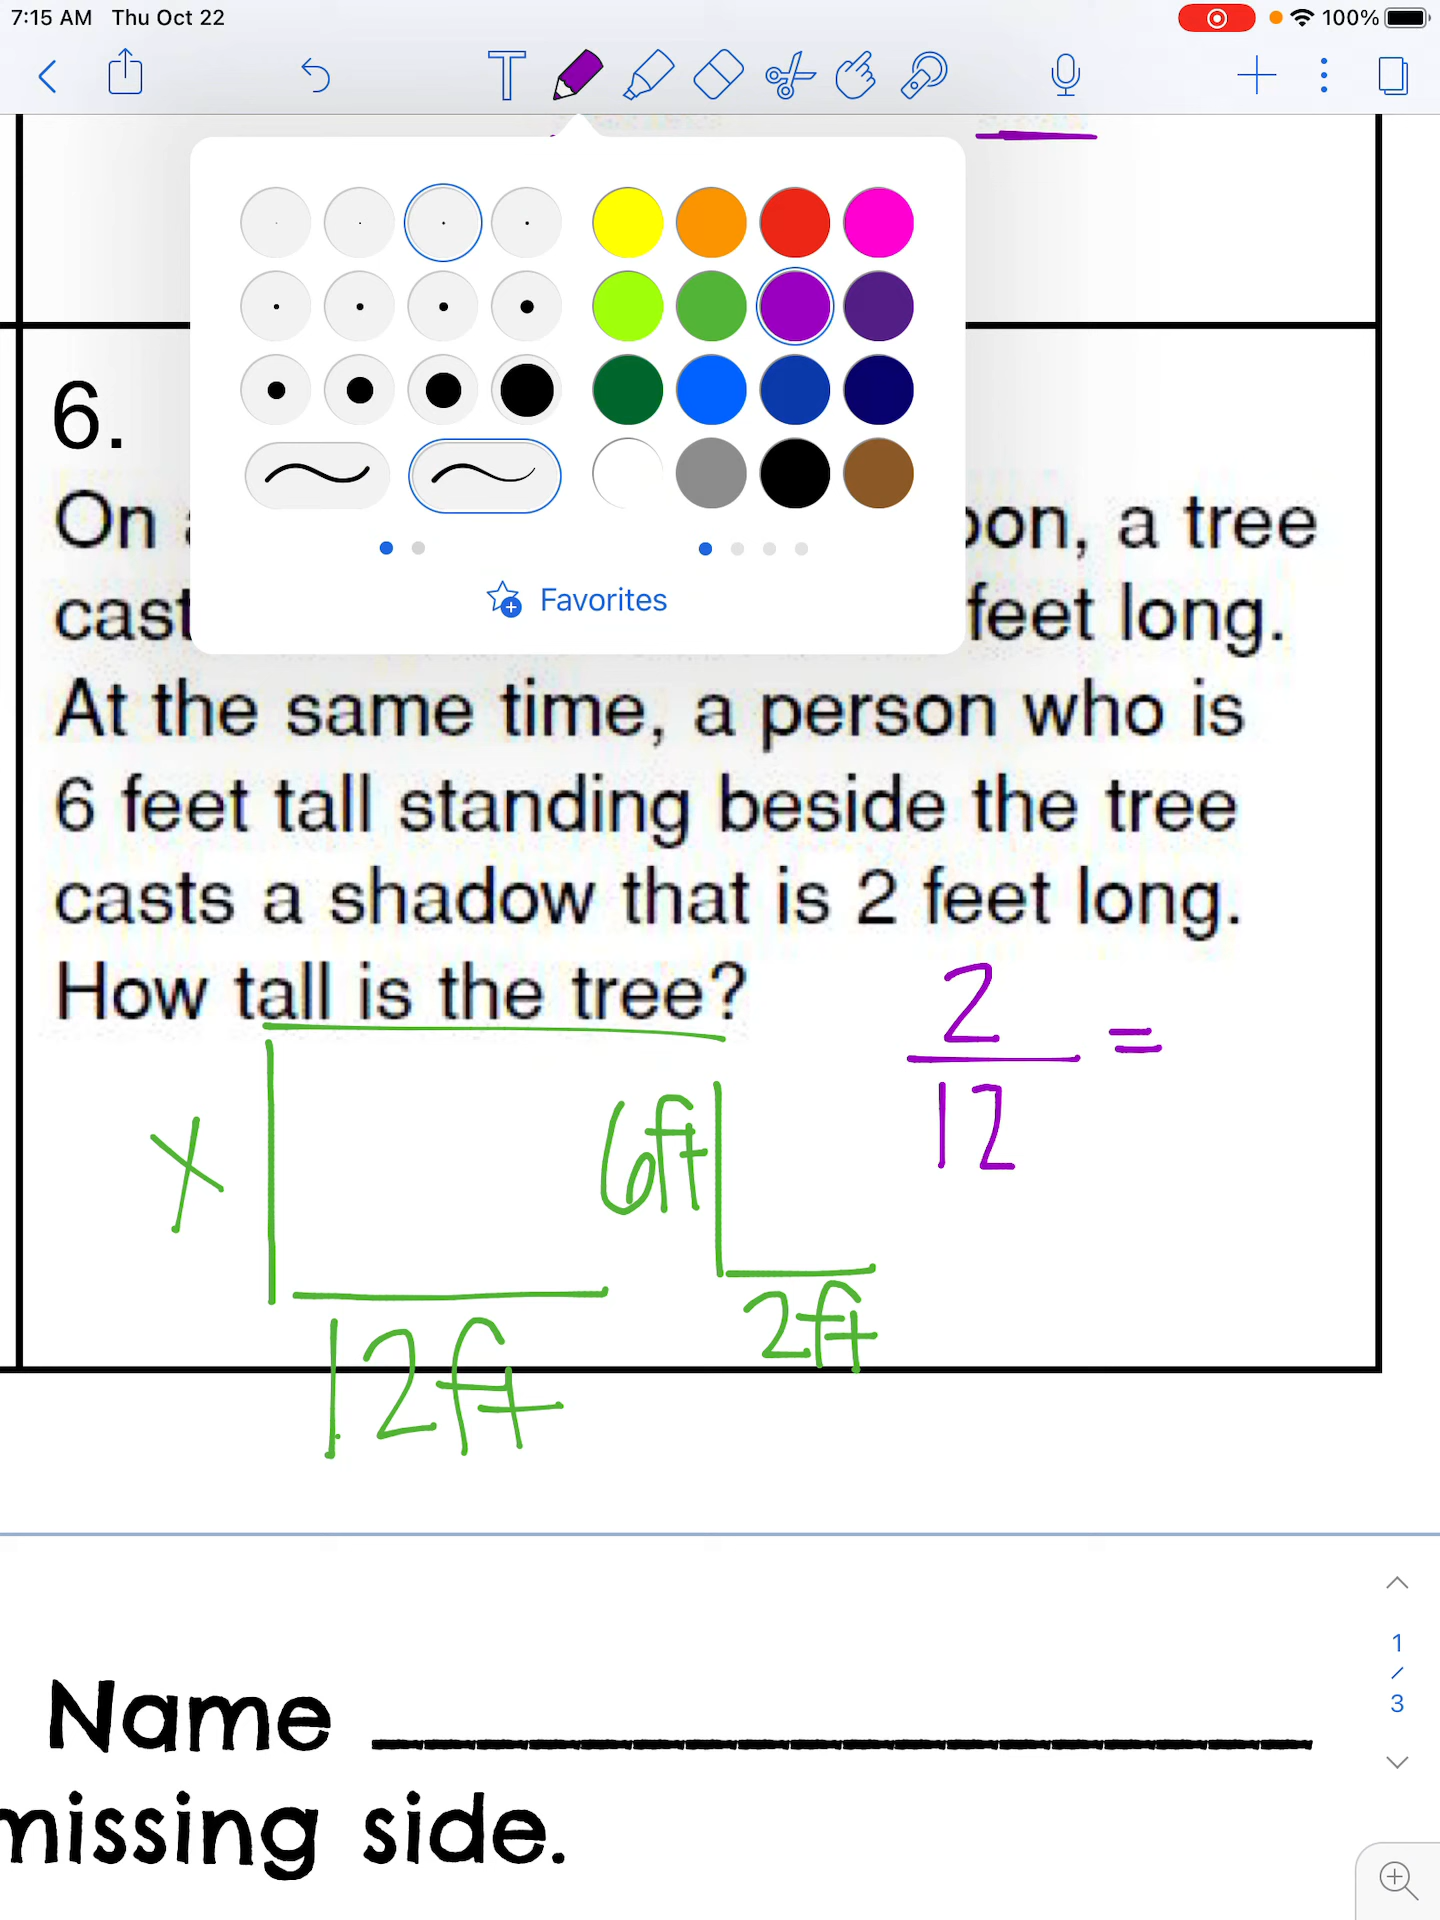 7:15 AM Thu Oct 22
100%
T
Favorites
6.
On
a tree
cast
feet long.
At the same time, a person who is
6 feet tall standing beside the tree
casts a shadow that is 2 feet long.
How tall is the tree?
2
=
12
x
6ft
2ft
12ft
1
/
3
Name
missing side.